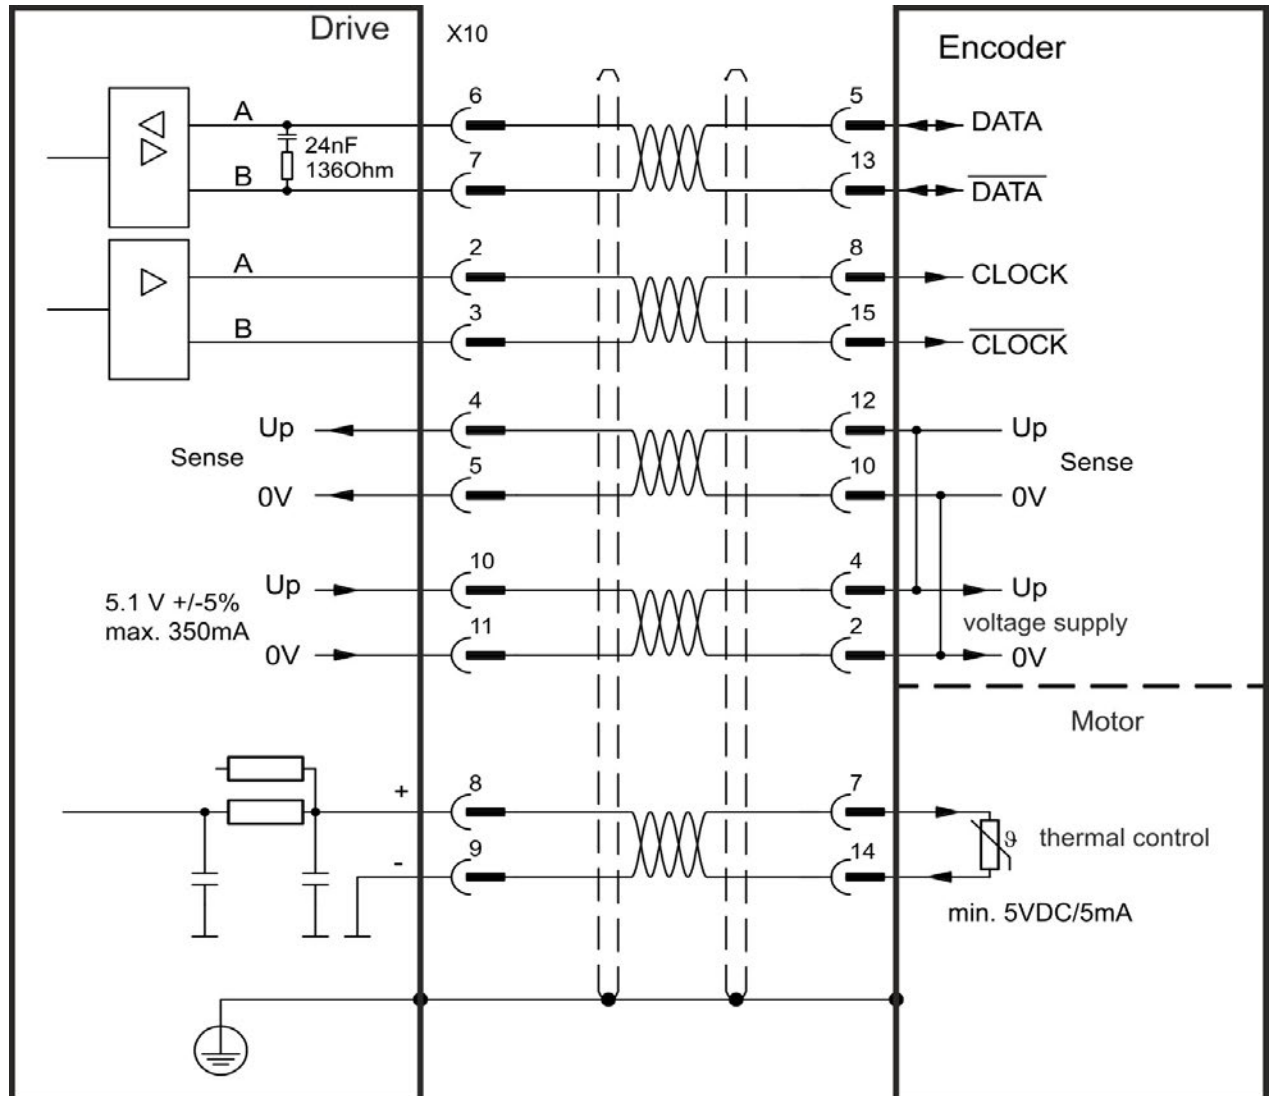 Drive
X10
Encoder
6
5
A
DATA
24nF
136Ohm
7
13
B
DATA
2
8
A
CLOCK
3
15
B
CLOCK
4
12
Up
Up
Sense
Sense
5
10
0V
0V
10
4
Up
Up
5.1 V +/-5%
max. 350mA
voltage supply
11
2
0V
0V
Motor
8
7
+
ϑ
thermal control
9
14
-
min. 5VDC/5mA